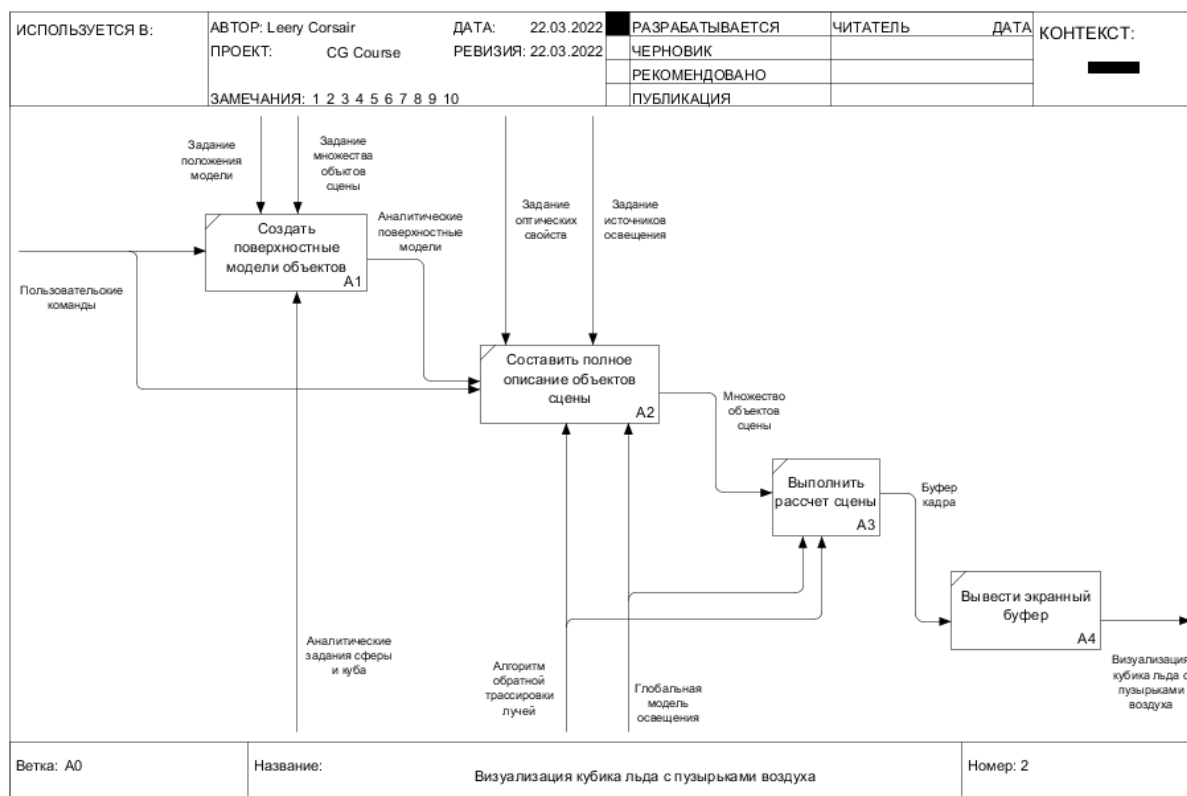 ИСПОЛЬЗУЕТСЯ В:
АВТОР: Leery Corsair
ДАТА: 22.03.2022
РАЗРАБАТЫВАЕТСЯ
ЧИТАТЕЛЬ
ДАТА
КОНТЕКСТ:
ПРОЕКТ: CG Course
РЕВИЗИЯ: 22.03.2022
ЧЕРНОВИК
РЕКОМЕНДОВАНО
ЗАМЕЧАНИЯ: 1 2 3 4 5 6 7 8 9 10
ПУБЛИКАЦИЯ
Задание
положения
модели
Задание
множества
объктов
сцены
Создать
поверхностные
модели объектов
A1
Аналитические
поверхностные
модели
Задание
оптических
свойств
Задание
источников
освещения
Пользовательские
команды
Составить полное
описание объектов
сцены
A2
Множество
объектов
сцены
Выполнить
рассчет сцены
A3
Буфер
кадра
Вывести экранный
буфер
A4
Аналитические
задания сферы
и куба
Алгоритм
обратной
трассировки
лучей
Глобальная
модель
освещения
Визуализация
кубика льда с
пузырьками
воздуха
Ветка: A0
Название:
Визуализация кубика льда с пузырьками воздуха
Номер: 2